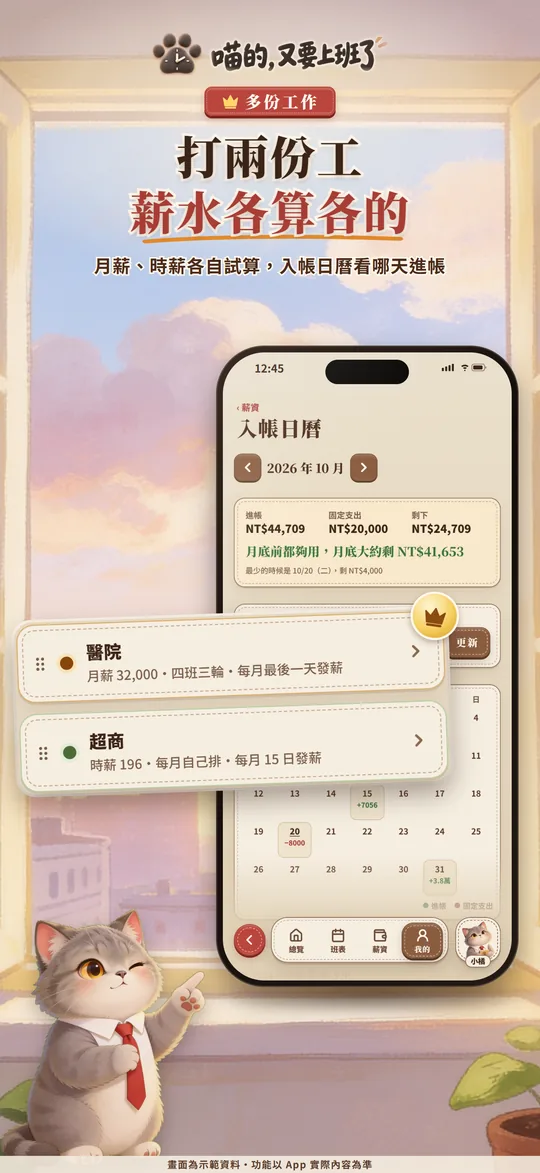 喵的,又要上班了
多份工作
打兩份工
薪水各算各的
月薪、時薪各自試算，入帳日曆看哪天進帳
12:45
‹ 薪資
入帳日曆
2026 年 10 月
進帳 固定支出 剩下
NT$44,709 NT$20,000 NT$24,709
月底前都夠用，月底大約剩 NT$41,653
最少的時候是 10/20（二），剩 NT$4,000
更新
醫院
月薪 32,000・四班三輪・每月最後一天發薪
超商
時薪 196・每月自己排・每月 15 日發薪
日
4
11
12 13 14 15 16 17 18
+7056
19 20 21 22 23 24 25
−8000
26 27 28 29 30 31
+3.8萬
固定支出
總覽 班表 薪資 我的 小橘
畫面為示範資料・功能以 App 實際內容為準